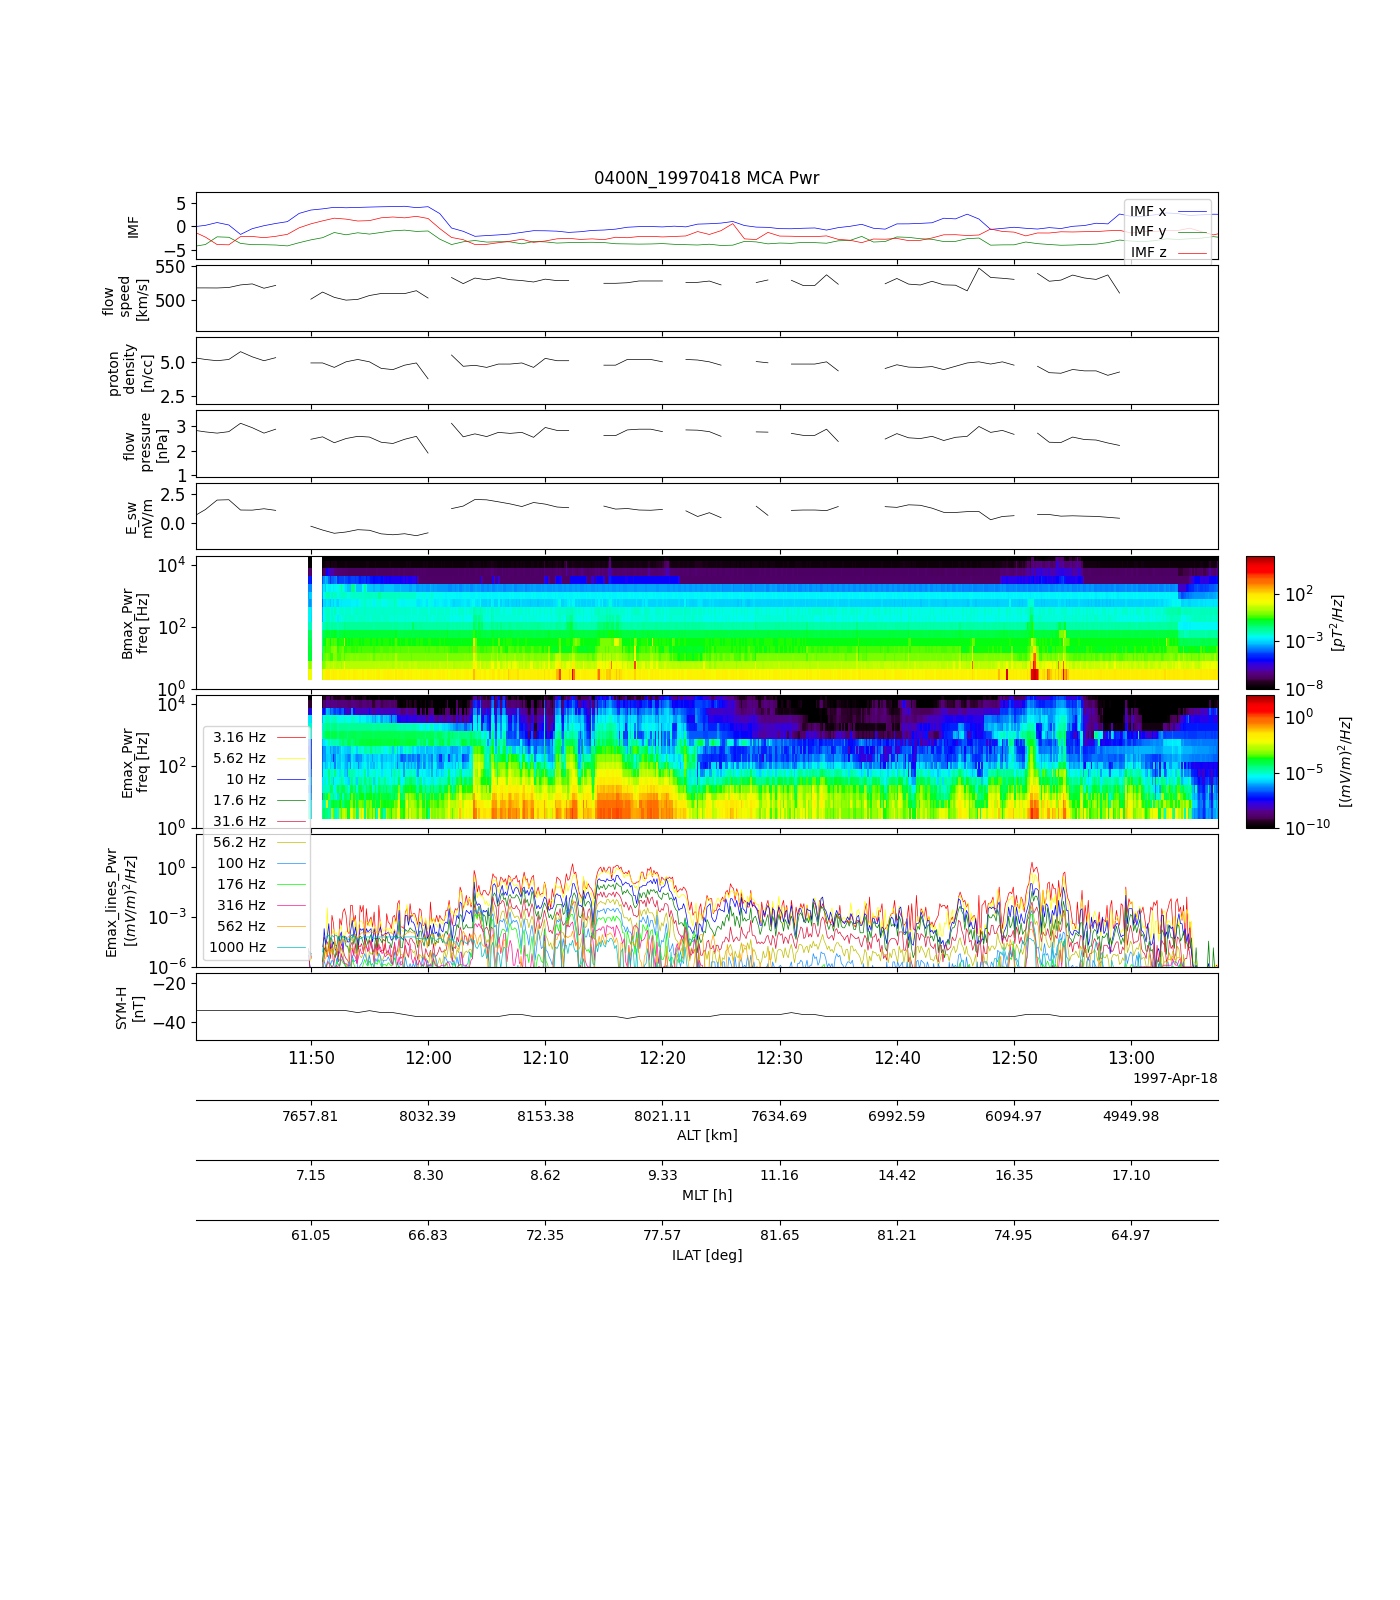 0400N_19970418 MCA Pwr
5
0
−5
IMF
IMF x
IMF y
IMF z
550
500
flow
speed
[km/s]
5.0
2.5
proton
density
[n/cc]
3
2
1
flow
pressure
[nPa]
2.5
0.0
E_sw
mV/m
10^4
10^2
10^0
Bmax_Pwr
freq [Hz]
10^2
10^−3
10^−8
[pT^2/Hz]
10^4
10^2
10^0
Emax_Pwr
freq [Hz]
10^0
10^−5
10^−10
[(mV/m)^2/Hz]
3.16 Hz
5.62 Hz
10 Hz
17.6 Hz
31.6 Hz
56.2 Hz
100 Hz
176 Hz
316 Hz
562 Hz
1000 Hz
10^0
10^−3
10^−6
Emax_lines_Pwr
[(mV/m)^2/Hz]
−20
−40
SYM-H
[nT]
11:50 12:00 12:10 12:20 12:30 12:40 12:50 13:00
1997-Apr-18
7657.81 8032.39 8153.38 8021.11 7634.69 6992.59 6094.97 4949.98
ALT [km]
7.15 8.30 8.62 9.33 11.16 14.42 16.35 17.10
MLT [h]
61.05 66.83 72.35 77.57 81.65 81.21 74.95 64.97
ILAT [deg]